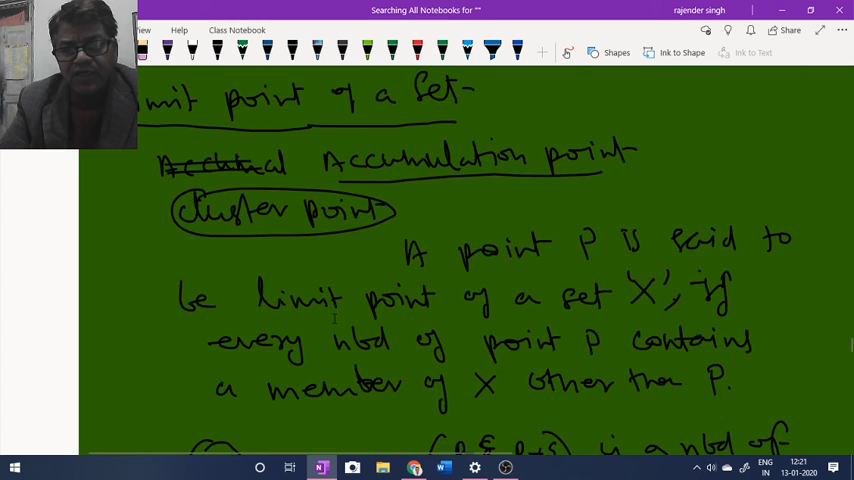 Searching All Notebooks for ""
rajender singh
View Help Class Notebook
Share
Shapes Ink to Shape Ink to Text
limit point of a set-
Accumulation point
Cluster point
A point P is said to
be limit point of a set 'X', if
every nbd of point p contains
a member of X other than P.
is a nbd of
ENG
IN
12:21
13-01-2020